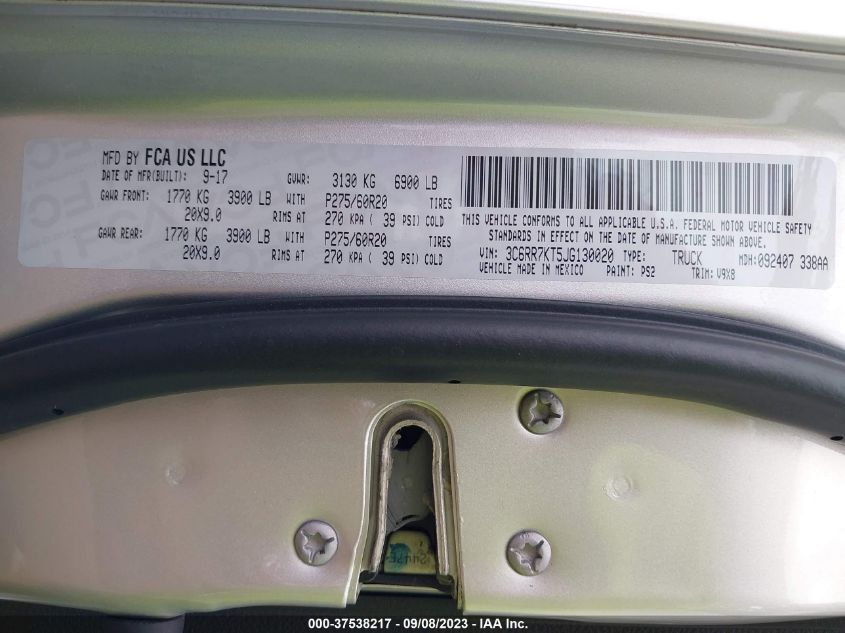 MFD BY FCA US LLC
DATE OF MFR(BUILT): 9-17 GVWR: 3130 KG 6900 LB
GAWR FRONT: 1770 KG 3900 LB WITH P275/60R20 TIRES
20X9.0 RIMS AT 270 KPA ( 39 PSI) COLD
GAWR REAR: 1770 KG 3900 LB WITH P275/60R20 TIRES
20X9.0 RIMS AT 270 KPA ( 39 PSI) COLD
THIS VEHICLE CONFORMS TO ALL APPLICABLE U.S.A. FEDERAL MOTOR VEHICLE SAFETY
STANDARDS IN EFFECT ON THE DATE OF MANUFACTURE SHOWN ABOVE.
VIN: 3C6RR7KT5JG130020 TYPE: TRUCK MDH:092407 338AA
VEHICLE MADE IN MEXICO PAINT: PS2 TRIM: V9X8
000-37538217 - 09/08/2023 - IAA Inc.